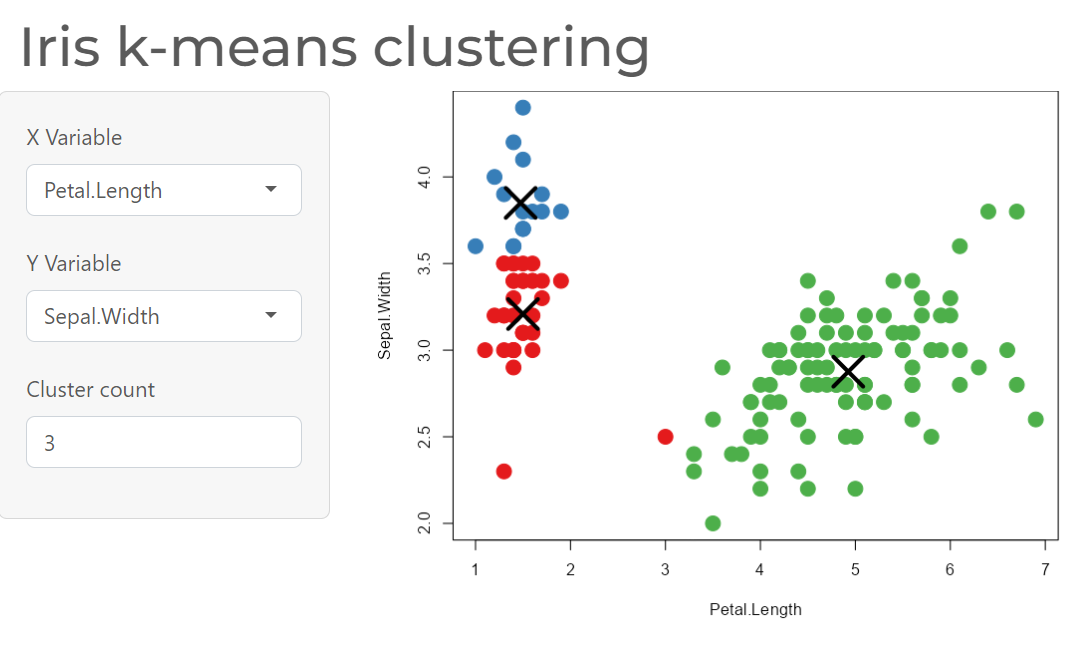 Iris k-means clustering
X Variable
Petal.Length
Y Variable
Sepal.Width
Cluster count
3
Sepal.Width
4.0
3.5
3.0
2.5
2.0
1 2 3 4 5 6 7
Petal.Length